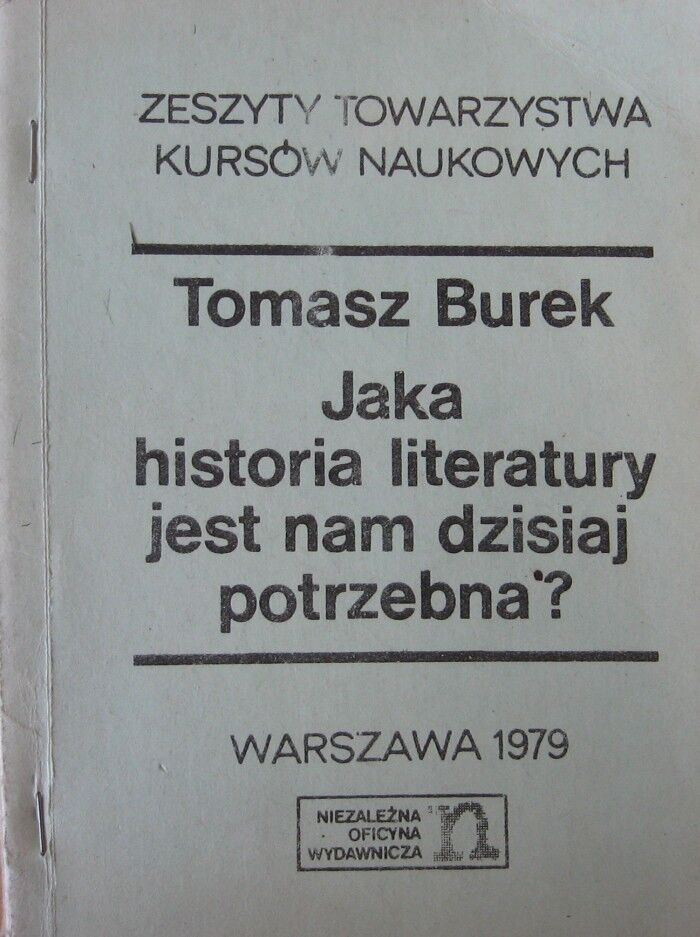 ZESZYTY TOWARZYSTWA
KURSÓW NAUKOWYCH
Tomasz Burek
Jaka
historia literatury
jest nam dzisiaj
potrzebna?
WARSZAWA 1979
NIEZALEŻNA
OFICYNA
WYDAWNICZA
n